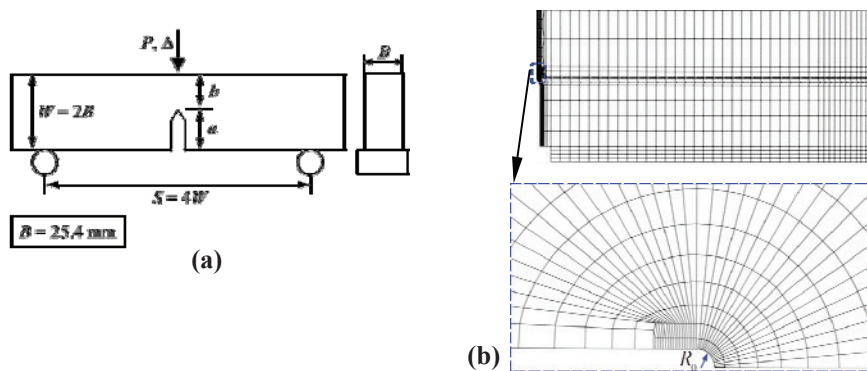 P, Δ
B
b
W = 2B
a
S = 4W
B = 25.4 mm
(a)
(b)
R₀